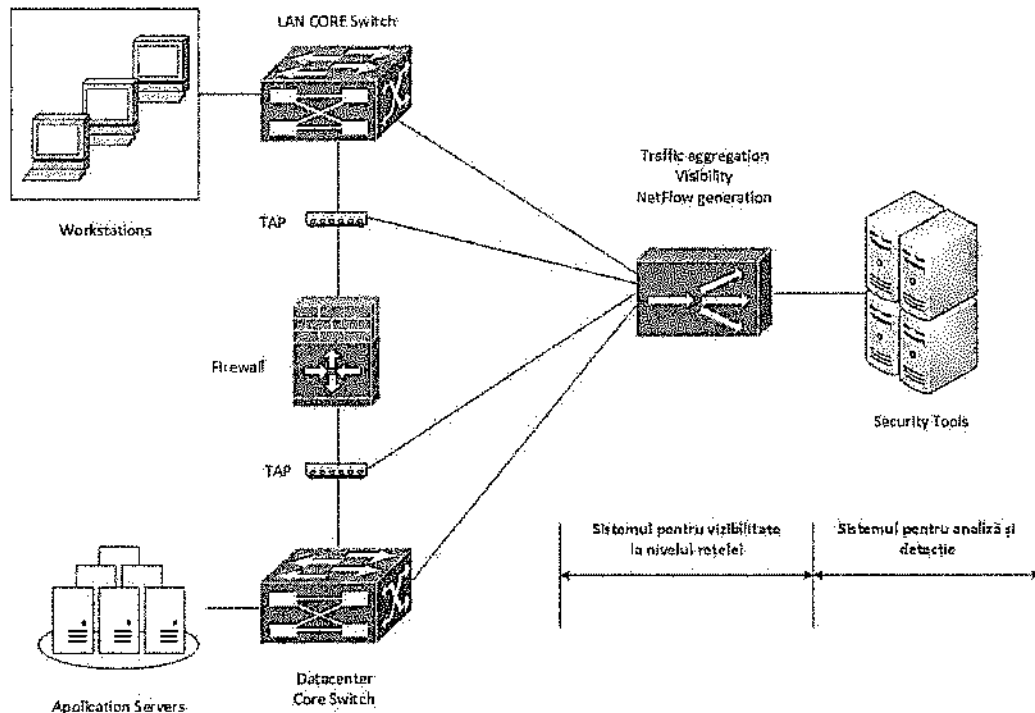 LAN CORE Switch
Traffic aggregation
Visibility
NetFlow generation
TAP
Workstations
Firewall
Security Tools
TAP
Sistemul pentru vizibilitate
la nivelul rețelei
Sistemul pentru analiză și
detecție
Datacenter
Core Switch
Application Servers